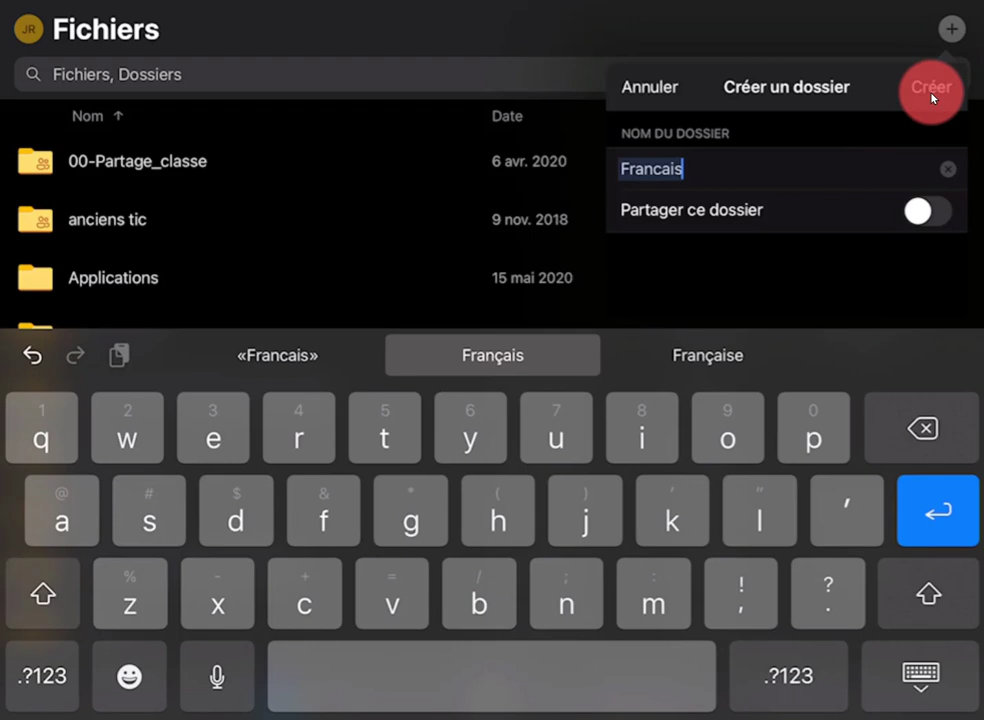 JR Fichiers
Fichiers, Dossiers
Annuler Créer un dossier Créer
Nom Date
NOM DU DOSSIER
00-Partage_classe 6 avr. 2020
Francais
anciens tic 9 nov. 2018
Partager ce dossier
Applications 15 mai 2020
«Francais» Français Française
1 2 3 4 5 6 7 8 9 0
q w e r t y u i o p
@ # $ & * ( ) ’ "
a s d f g h j k l ’
% - + = / ; : ! ?
z x c v b n m , .
.?123 .?123